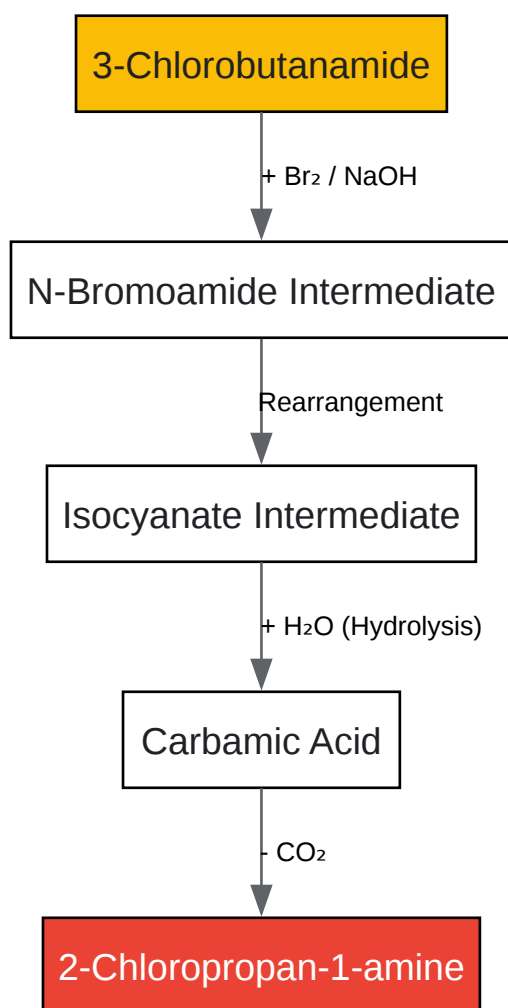 3-Chlorobutanamide
+ Br₂ / NaOH
N-Bromoamide Intermediate
Rearrangement
Isocyanate Intermediate
+ H₂O (Hydrolysis)
Carbamic Acid
- CO₂
2-Chloropropan-1-amine